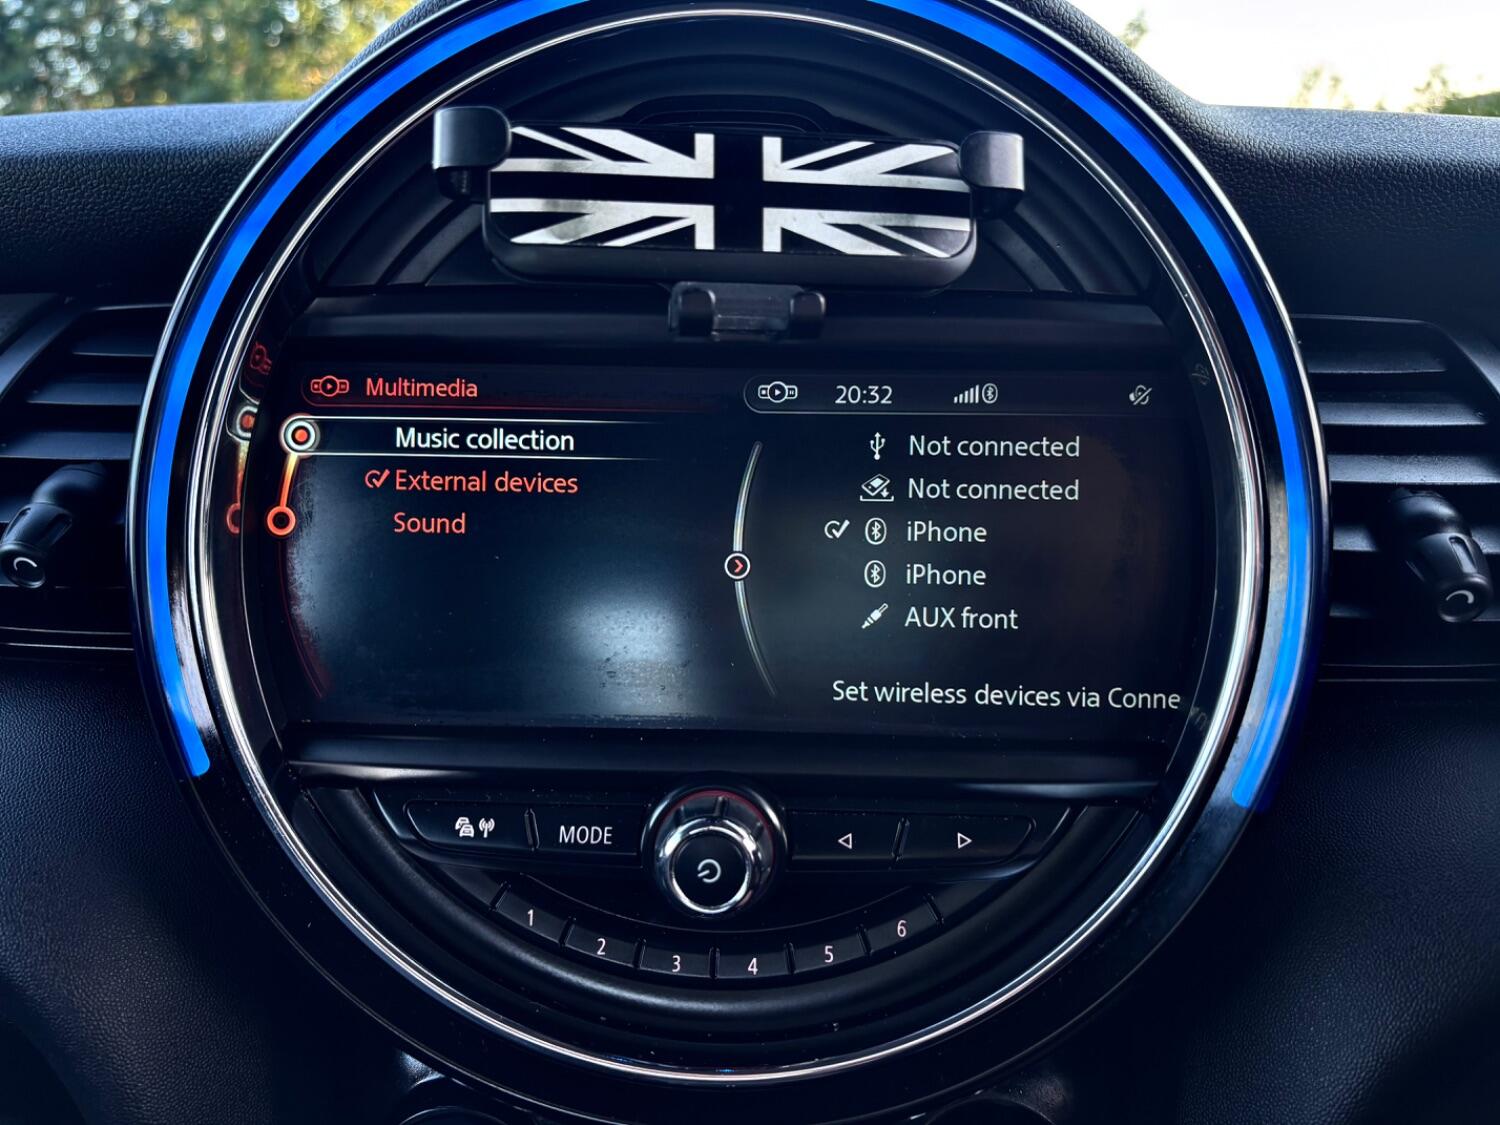 Multimedia
20:32
Music collection
External devices
Sound
Not connected
Not connected
iPhone
iPhone
AUX front
Set wireless devices via Conne
MODE
1
2
3
4
5
6